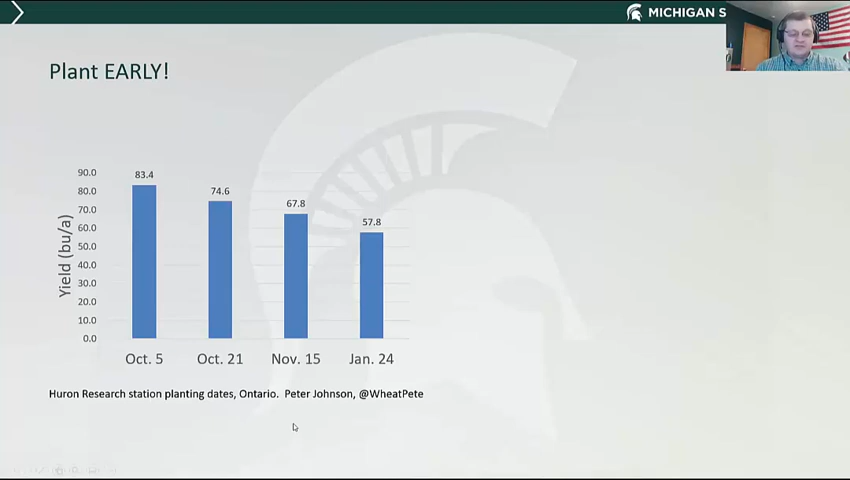 MICHIGAN S
Plant EARLY!
Yield (bu/a)
90.0
80.0
70.0
60.0
50.0
40.0
30.0
20.0
10.0
0.0
83.4
74.6
67.8
57.8
Oct. 5 Oct. 21 Nov. 15 Jan. 24
Huron Research station planting dates, Ontario. Peter Johnson, @WheatPete